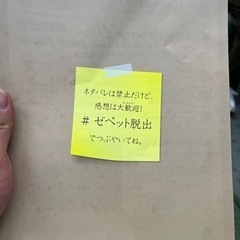 ネタバレは禁止だけど、
感想は大歓迎!
#ゼペット脱出
でつぶやいてね。